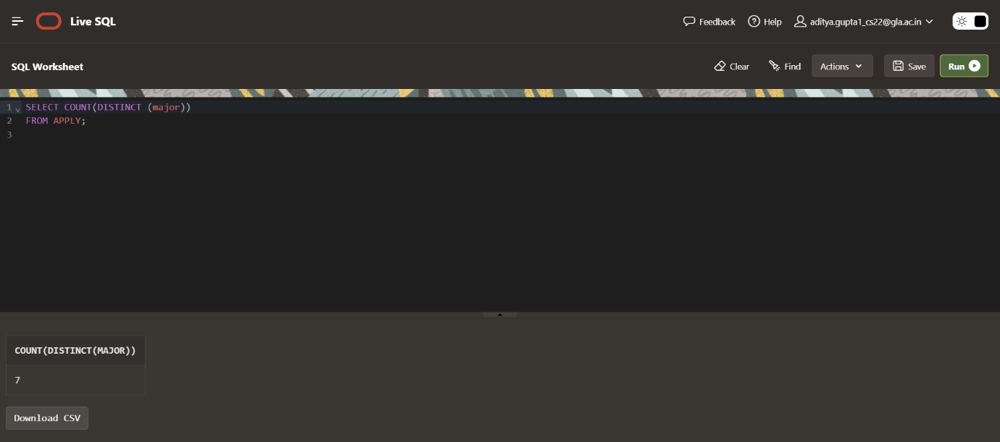 Live SQL
Feedback
Help
aditya.gupta1_cs22@gla.ac.in
SQL Worksheet
Clear
Find
Actions
Save
Run
1 SELECT COUNT(DISTINCT (major))
2 FROM APPLY;
3
COUNT(DISTINCT(MAJOR))
7
Download CSV